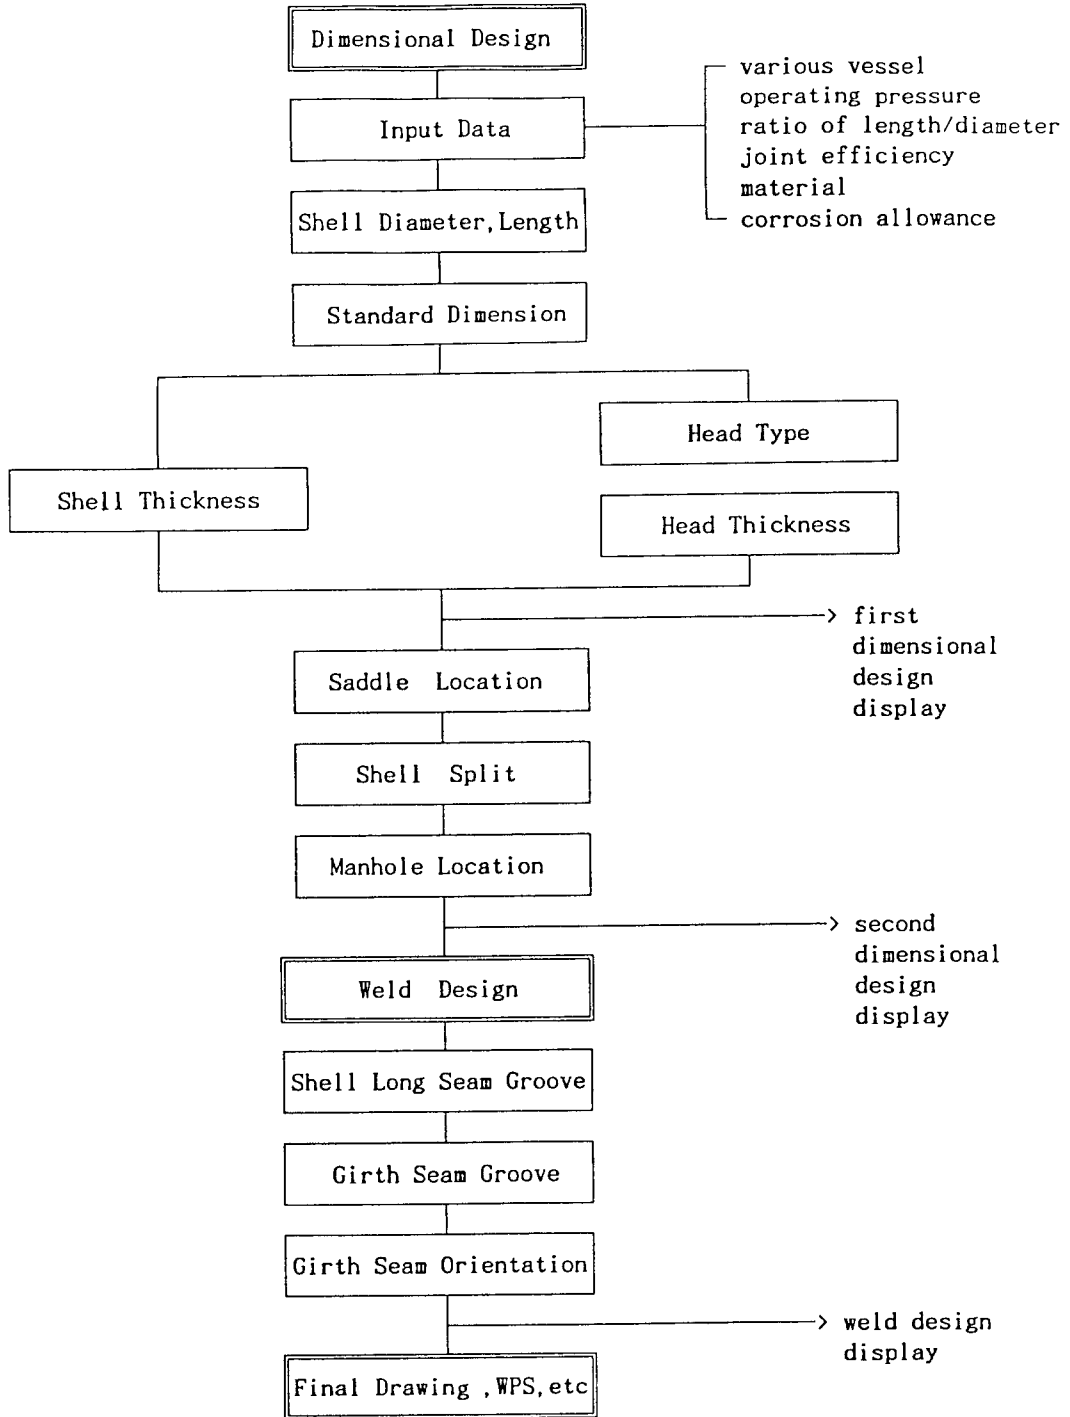 Dimensional Design
Input Data
various vessel
operating pressure
ratio of length/diameter
joint efficiency
material
corrosion allowance
Shell Diameter,Length
Standard Dimension
Head Type
Shell Thickness
Head Thickness
first
dimensional
design
display
Saddle Location
Shell Split
Manhole Location
second
dimensional
design
display
Weld Design
Shell Long Seam Groove
Girth Seam Groove
Girth Seam Orientation
weld design
display
Final Drawing ,WPS,etc